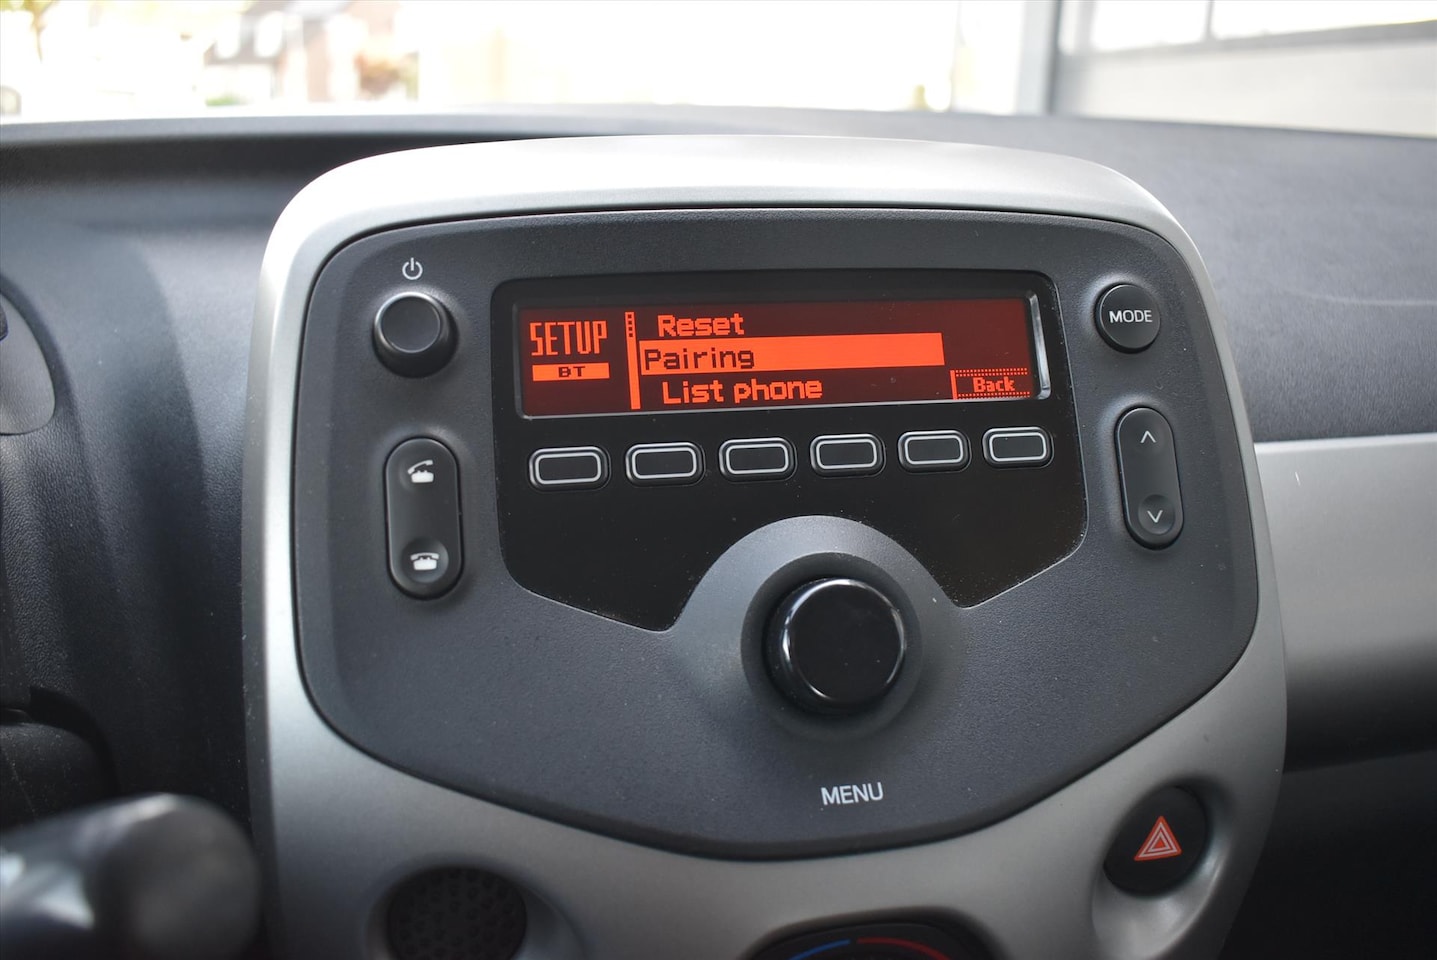 SETUP
BT
Reset
Pairing
List phone
Back
MODE
MENU